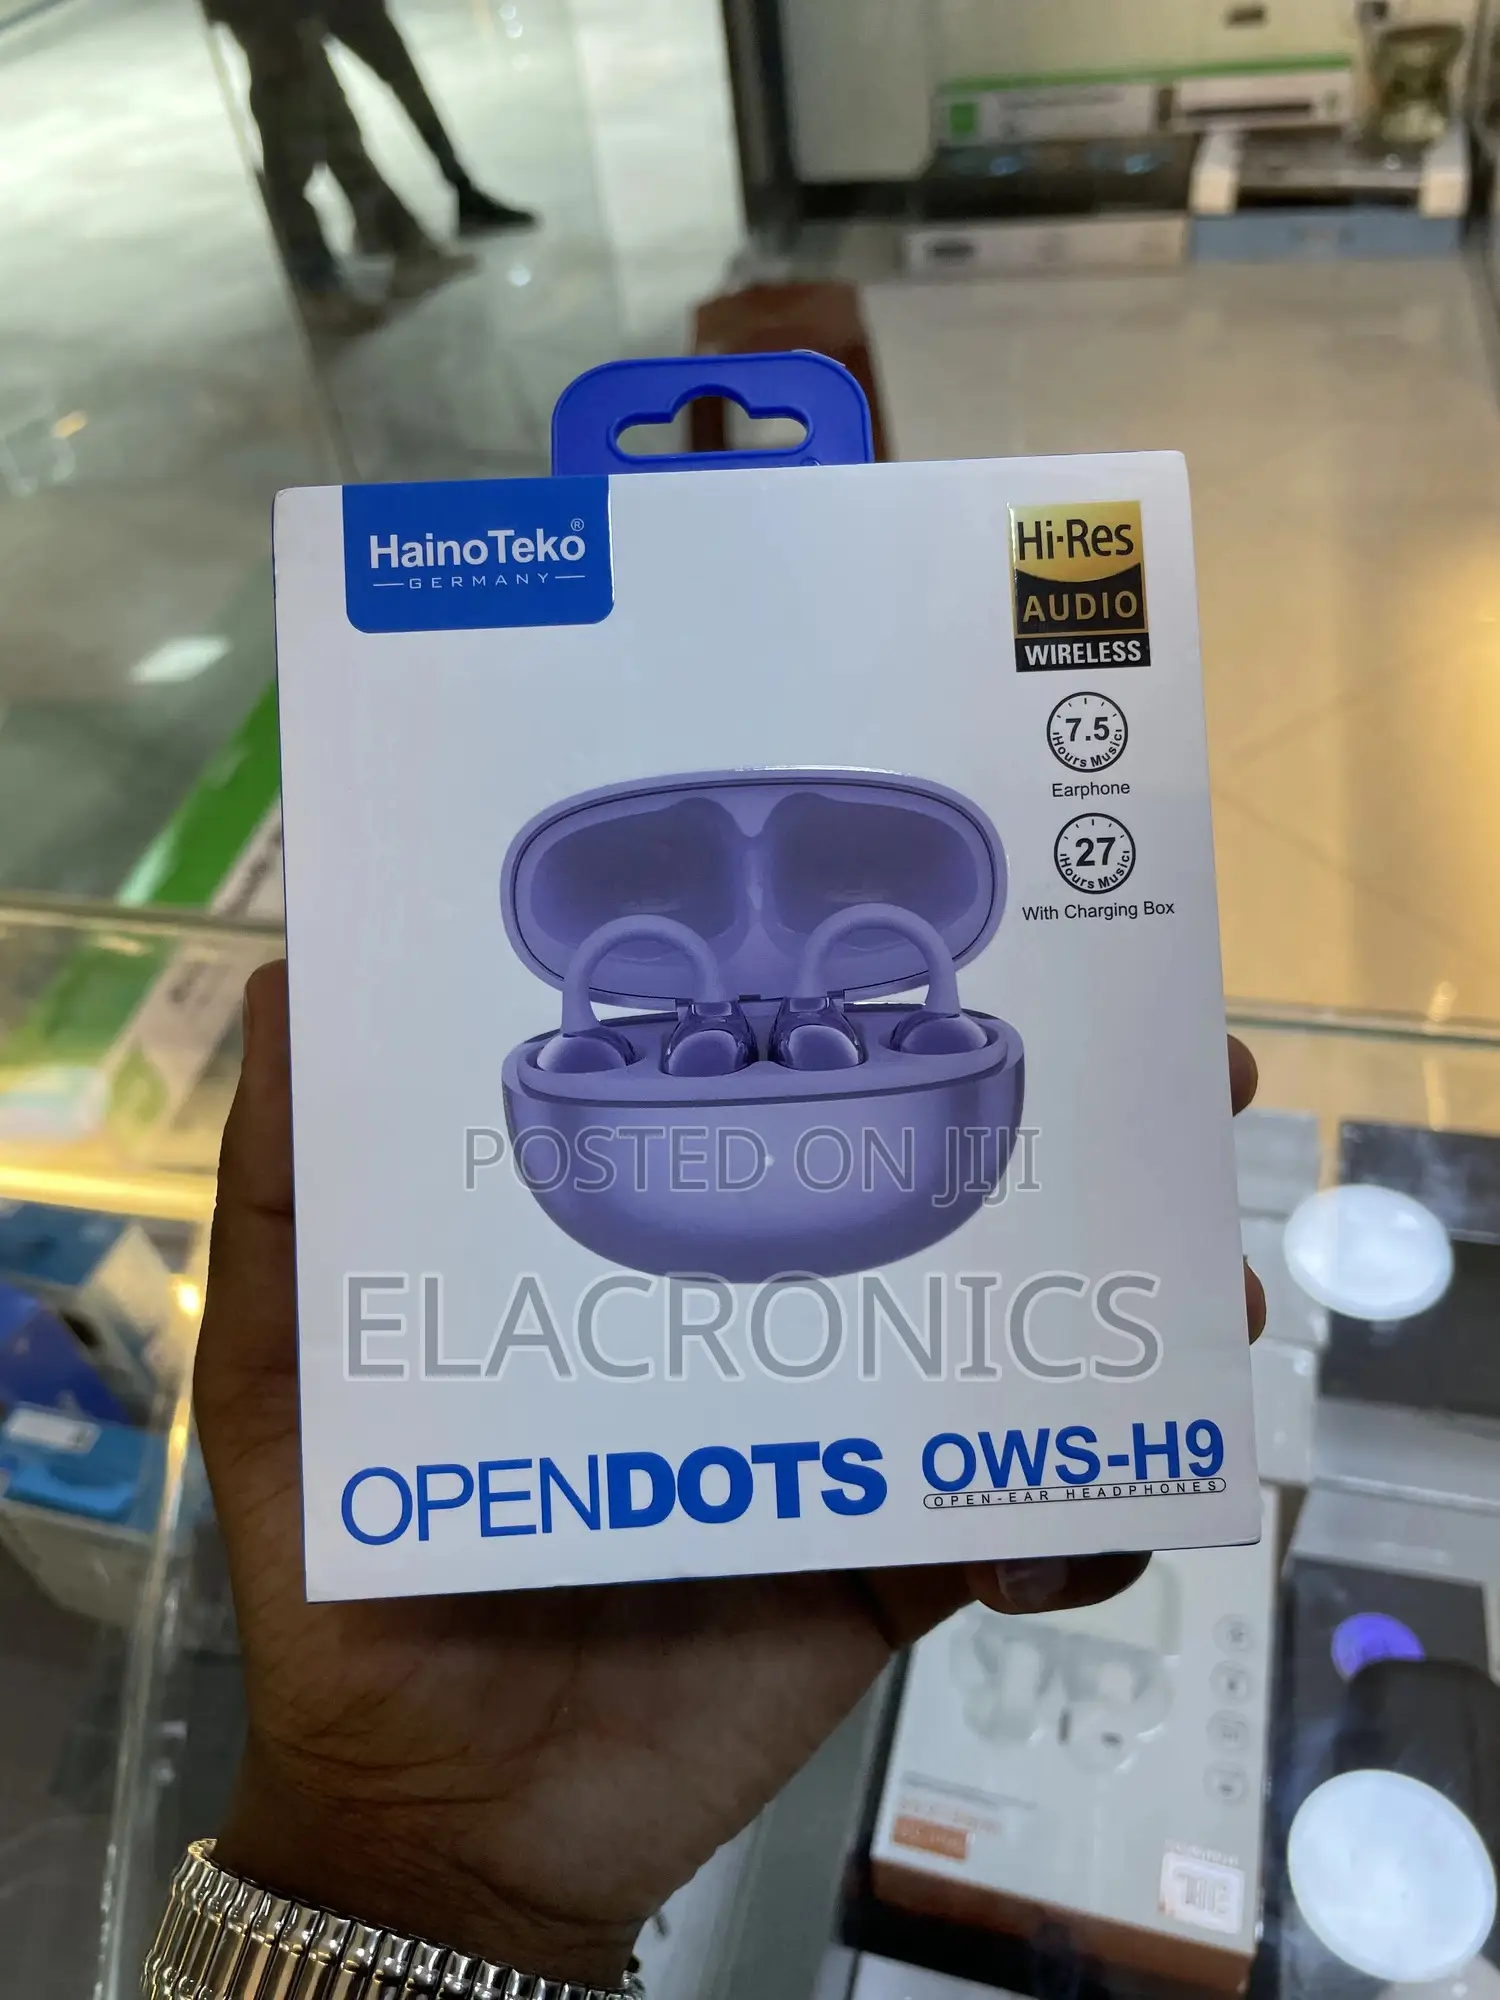 HainoTeko®
GERMANY
Hi-Res
AUDIO
WIRELESS
7.5
Hours Music
Earphone
27
Hours Music
With Charging Box
POSTED ON JIJI
ELACRONICS
OPENDOTS OWS-H9
OPEN-EAR HEADPHONES